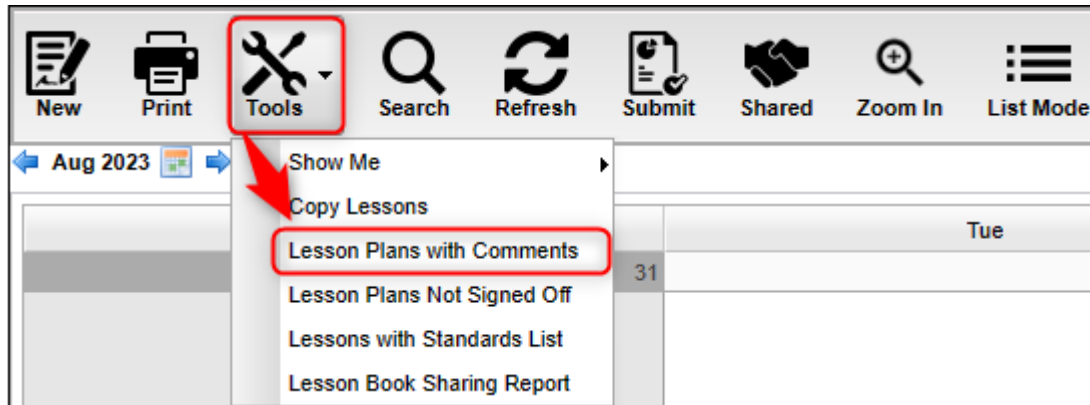 New Print Tools Search Refresh Submit Shared Zoom In List Mode
Aug 2023
Show Me
Copy Lessons
Tue
Lesson Plans with Comments
31
Lesson Plans Not Signed Off
Lessons with Standards List
Lesson Book Sharing Report